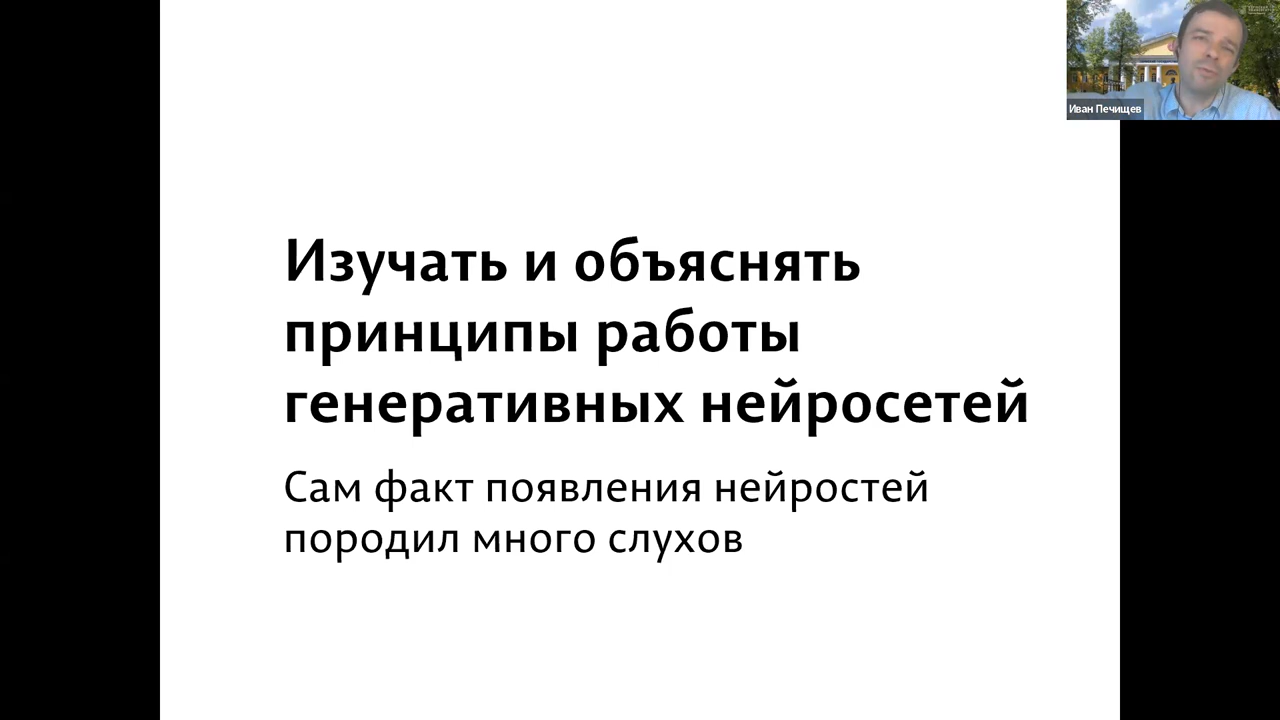 Иван Печищев
Изучать и объяснять
принципы работы
генеративных нейросетей
Сам факт появления нейростей
породил много слухов